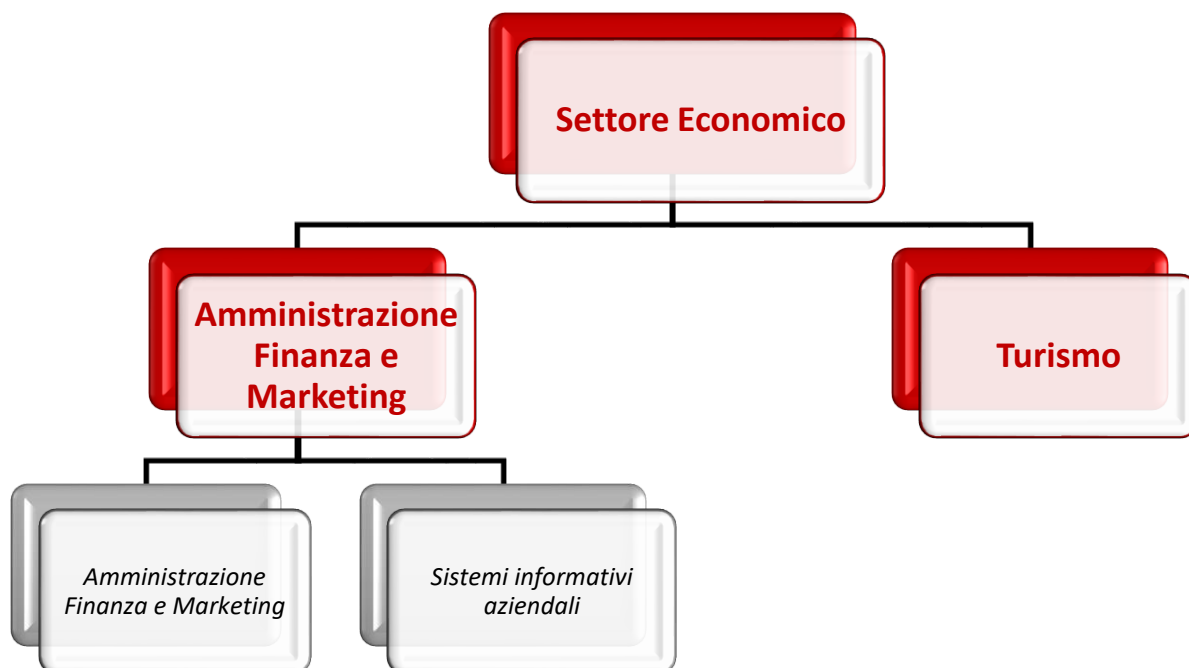 Settore Economico
Amministrazione
Finanza e
Marketing
Turismo
Amministrazione
Finanza e Marketing
Sistemi informativi
aziendali